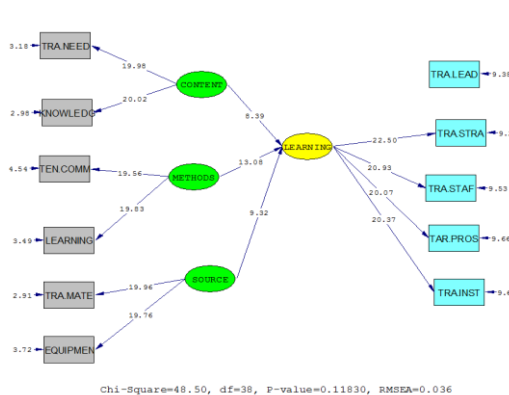 3.18 TRA.NEED
19.98
20.02
2.98 KNOWLEDG
CONTENT
8.39
4.54 TEN.COMM
19.56
METHODS
19.83
13.08
3.49 LEARNING
9.32
SOURCE
2.91 TRA.MATE
19.96
19.76
3.72 EQUIPMEN
LEARNING
22.50
20.93
20.07
20.37
TRA.LEAD 9.38
TRA.STRA
TRA.STAF 9.53
TAR.PROS 9.66
TRA.INST
Chi-Square=48.50, df=38, P-value=0.11830, RMSEA=0.036